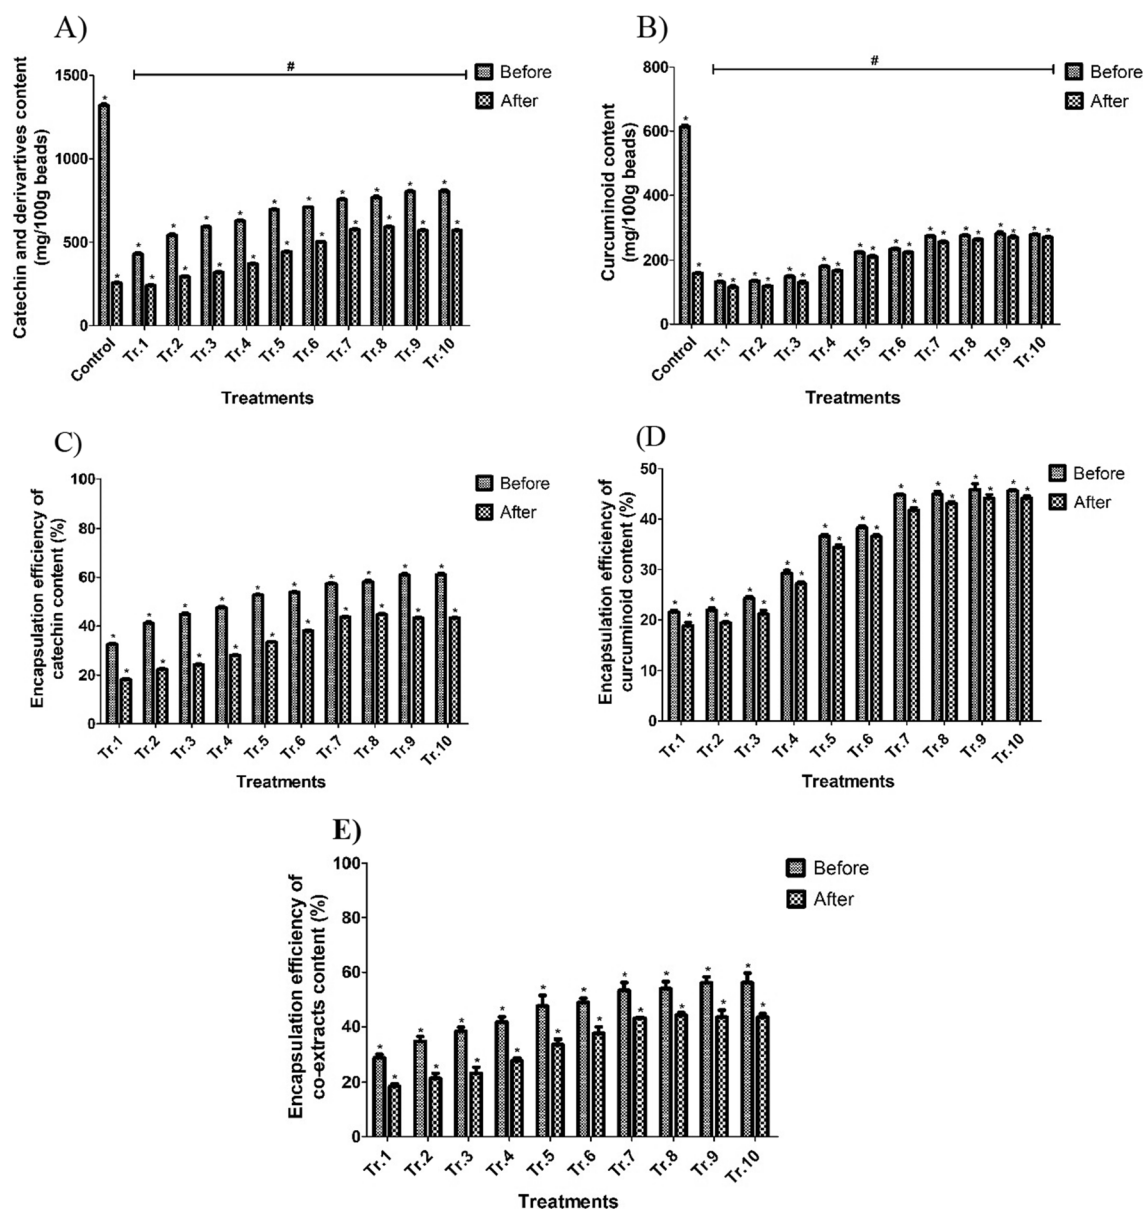 A)
Catechin and derivartives content
(mg/100g beads)
1500
1000
500
0
#
Before
After
* * * * * * * * * * * * * * * * * * * * * *
Control Tr.1 Tr.2 Tr.3 Tr.4 Tr.5 Tr.6 Tr.7 Tr.8 Tr.9 Tr.10
Treatments
B)
Curcuminoid content
(mg/100g beads)
800
600
400
200
0
#
Before
After
* * * * * * * * * * * * * * * * * * * * * *
Control Tr.1 Tr.2 Tr.3 Tr.4 Tr.5 Tr.6 Tr.7 Tr.8 Tr.9 Tr.10
Treatments
C)
Encapsulation efficiency of
catechin content (%)
100
80
60
40
20
0
Before
After
* * * * * * * * * * * * * * * * * * * *
Tr.1 Tr.2 Tr.3 Tr.4 Tr.5 Tr.6 Tr.7 Tr.8 Tr.9 Tr.10
Treatments
(D)
Encapsulation efficiency of
curcuminoid content (%)
50
40
30
20
10
0
Before
After
* * * * * * * * * * * * * * * * * * * *
Tr.1 Tr.2 Tr.3 Tr.4 Tr.5 Tr.6 Tr.7 Tr.8 Tr.9 Tr.10
Treatments
E)
Encapsulation efficiency of
co-extracts content (%)
100
80
60
40
20
0
Before
After
* * * * * * * * * * * * * * * * * * * *
Tr.1 Tr.2 Tr.3 Tr.4 Tr.5 Tr.6 Tr.7 Tr.8 Tr.9 Tr.10
Treatments